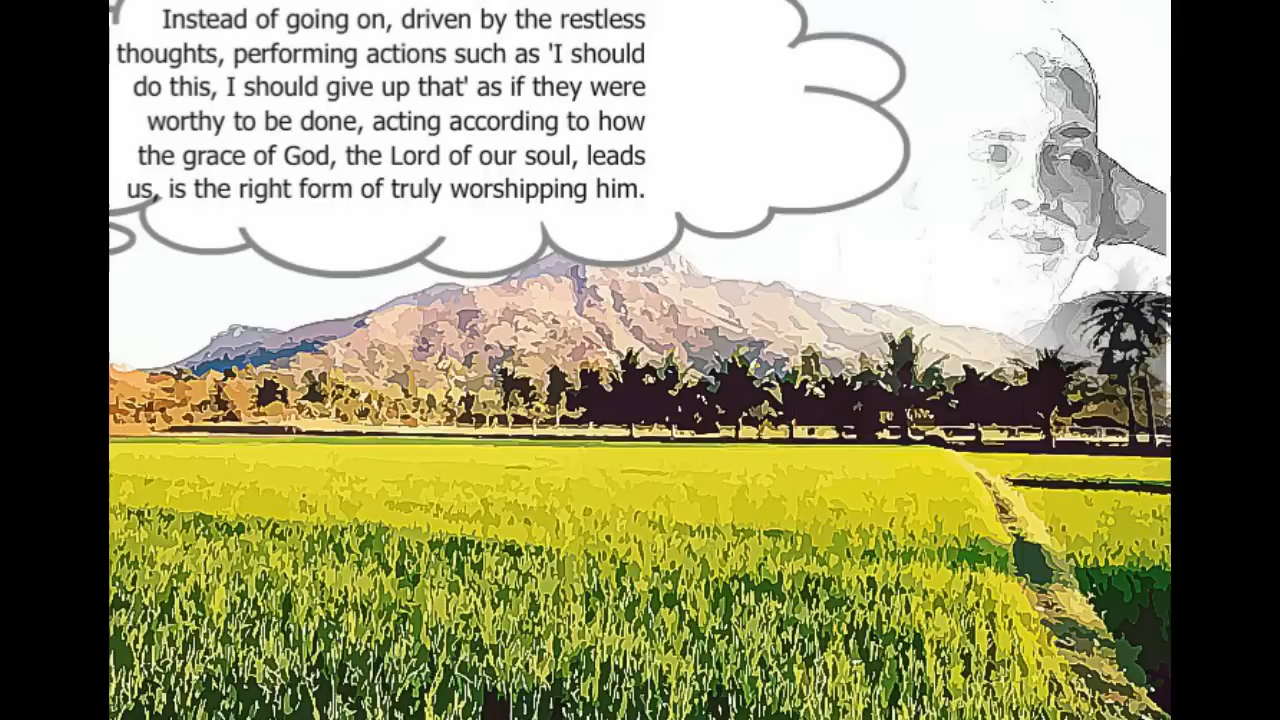 Instead of going on, driven by the restless
thoughts, performing actions such as 'I should
do this, I should give up that' as if they were
worthy to be done, acting according to how
the grace of God, the Lord of our soul, leads
us, is the right form of truly worshipping him.